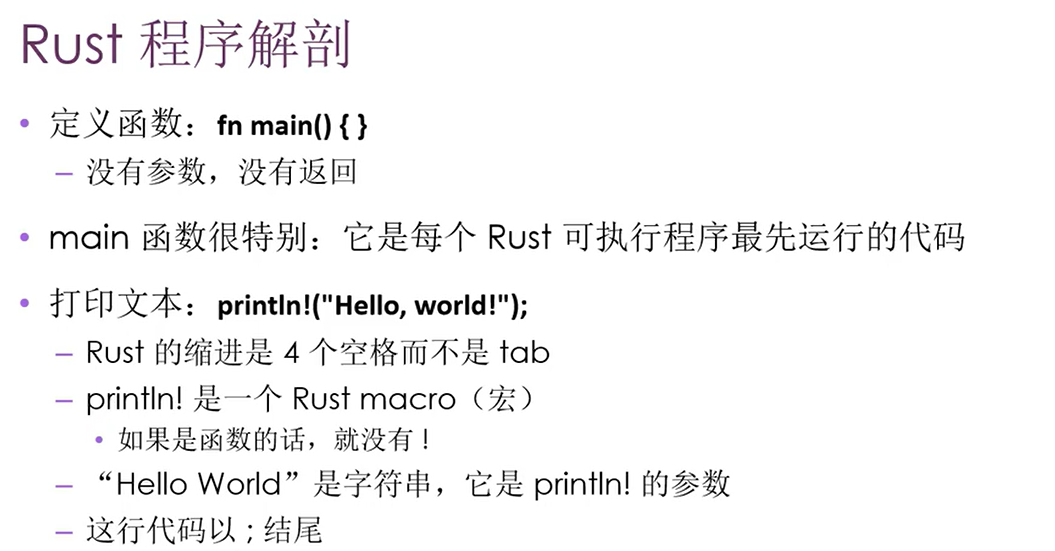 Rust 程序解剖
• 定义函数：fn main() { }
– 没有参数，没有返回
• main 函数很特别：它是每个 Rust 可执行程序最先运行的代码
• 打印文本：println!("Hello, world!");
– Rust 的缩进是 4 个空格而不是 tab
– println! 是一个 Rust macro（宏）
• 如果是函数的话，就没有 !
– “Hello World”是字符串，它是 println! 的参数
– 这行代码以 ; 结尾